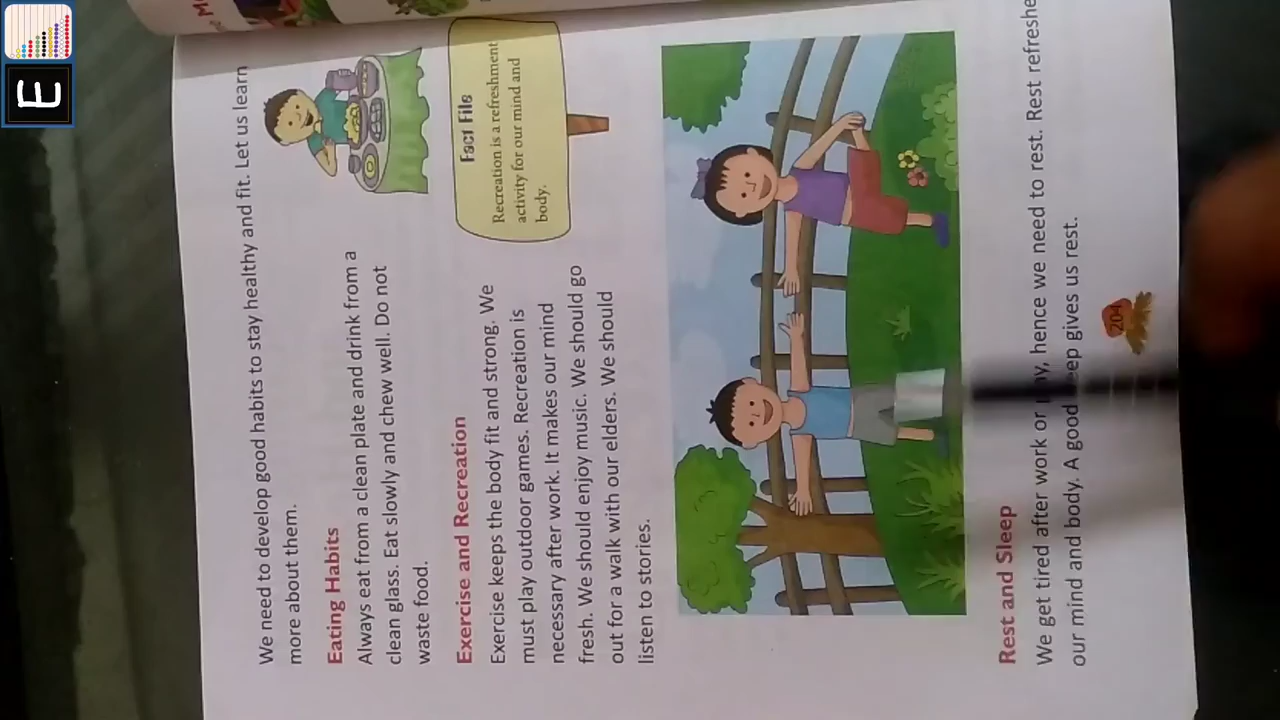 We need to develop good habits to stay healthy and fit. Let us learn
more about them.
Eating Habits
Always eat from a clean plate and drink from a
clean glass. Eat slowly and chew well. Do not
waste food.
Exercise and Recreation
Exercise keeps the body fit and strong. We
must play outdoor games. Recreation is
necessary after work. It makes our mind
fresh. We should enjoy music. We should go
out for a walk with our elders. We should
listen to stories.
Fact File
Recreation is a refreshment
activity for our mind and
body.
Rest and Sleep
We get tired after work or hence we need to rest. Rest
our mind and body. A good gives us rest.
204
E